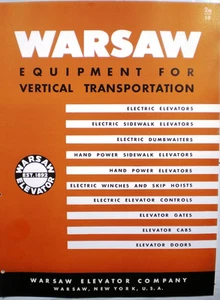 WARSAW
EQUIPMENT FOR
VERTICAL TRANSPORTATION
ELECTRIC ELEVATORS
ELECTRIC SIDEWALK ELEVATORS
ELECTRIC DUMBWAITERS
HAND POWER SIDEWALK ELEVATORS
HAND POWER ELEVATORS
ELECTRIC WINCHES AND SKIP HOISTS
ELECTRIC ELEVATOR CONTROLS
ELEVATOR GATES
ELEVATOR CABS
ELEVATOR DOORS
WARSAW
EST. 1892
ELEVATOR
WARSAW ELEVATOR COMPANY
WARSAW, NEW YORK, U.S.A.